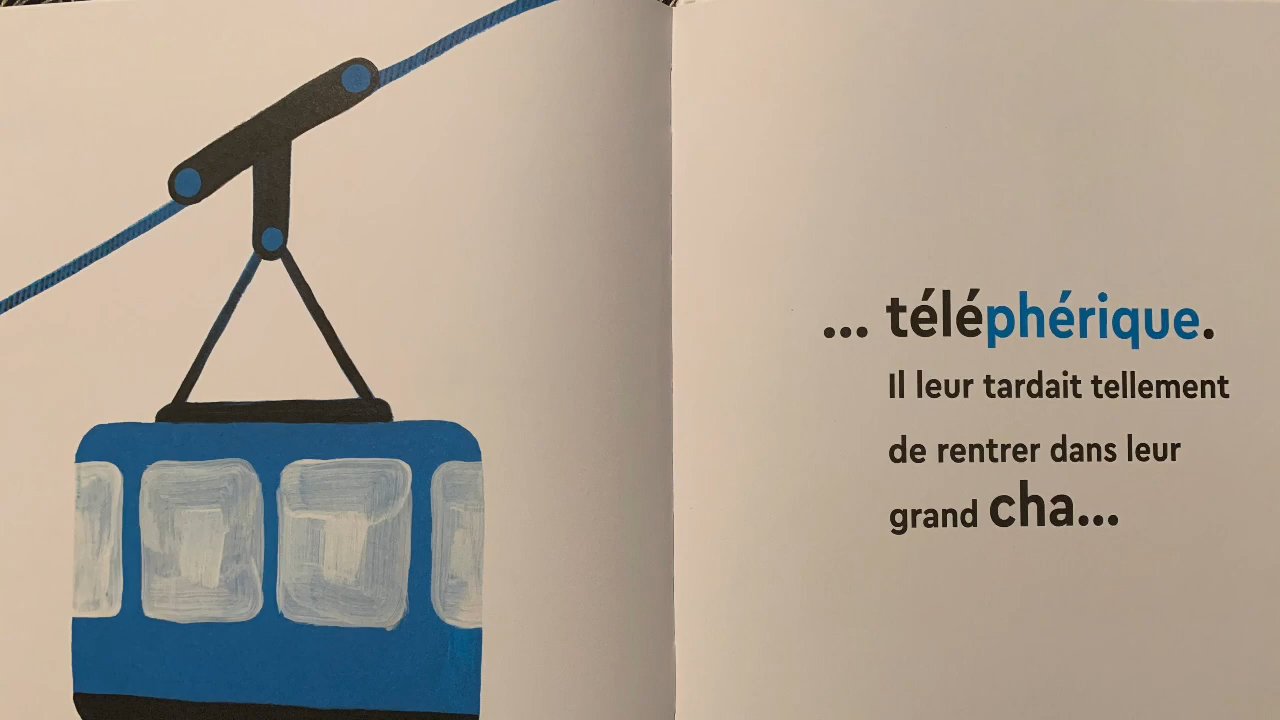 ... téléphérique.
Il leur tardait tellement
de rentrer dans leur
grand cha...